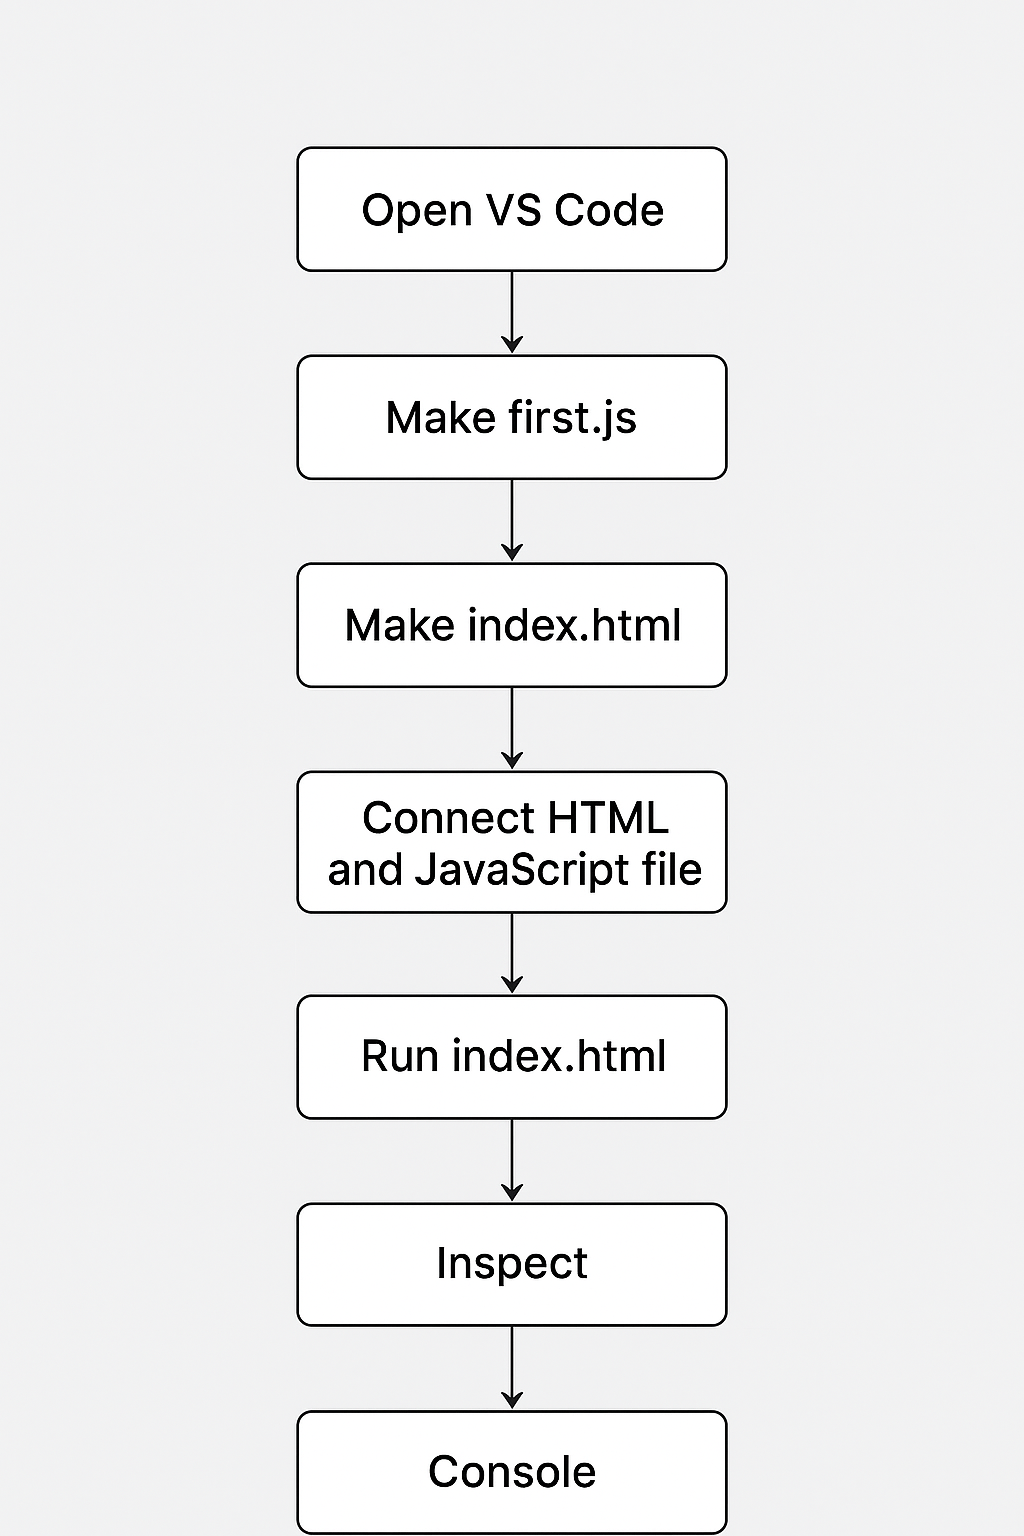 Open VS Code
Make first.js
Make index.html
Connect HTML
and JavaScript file
Run index.html
Inspect
Console